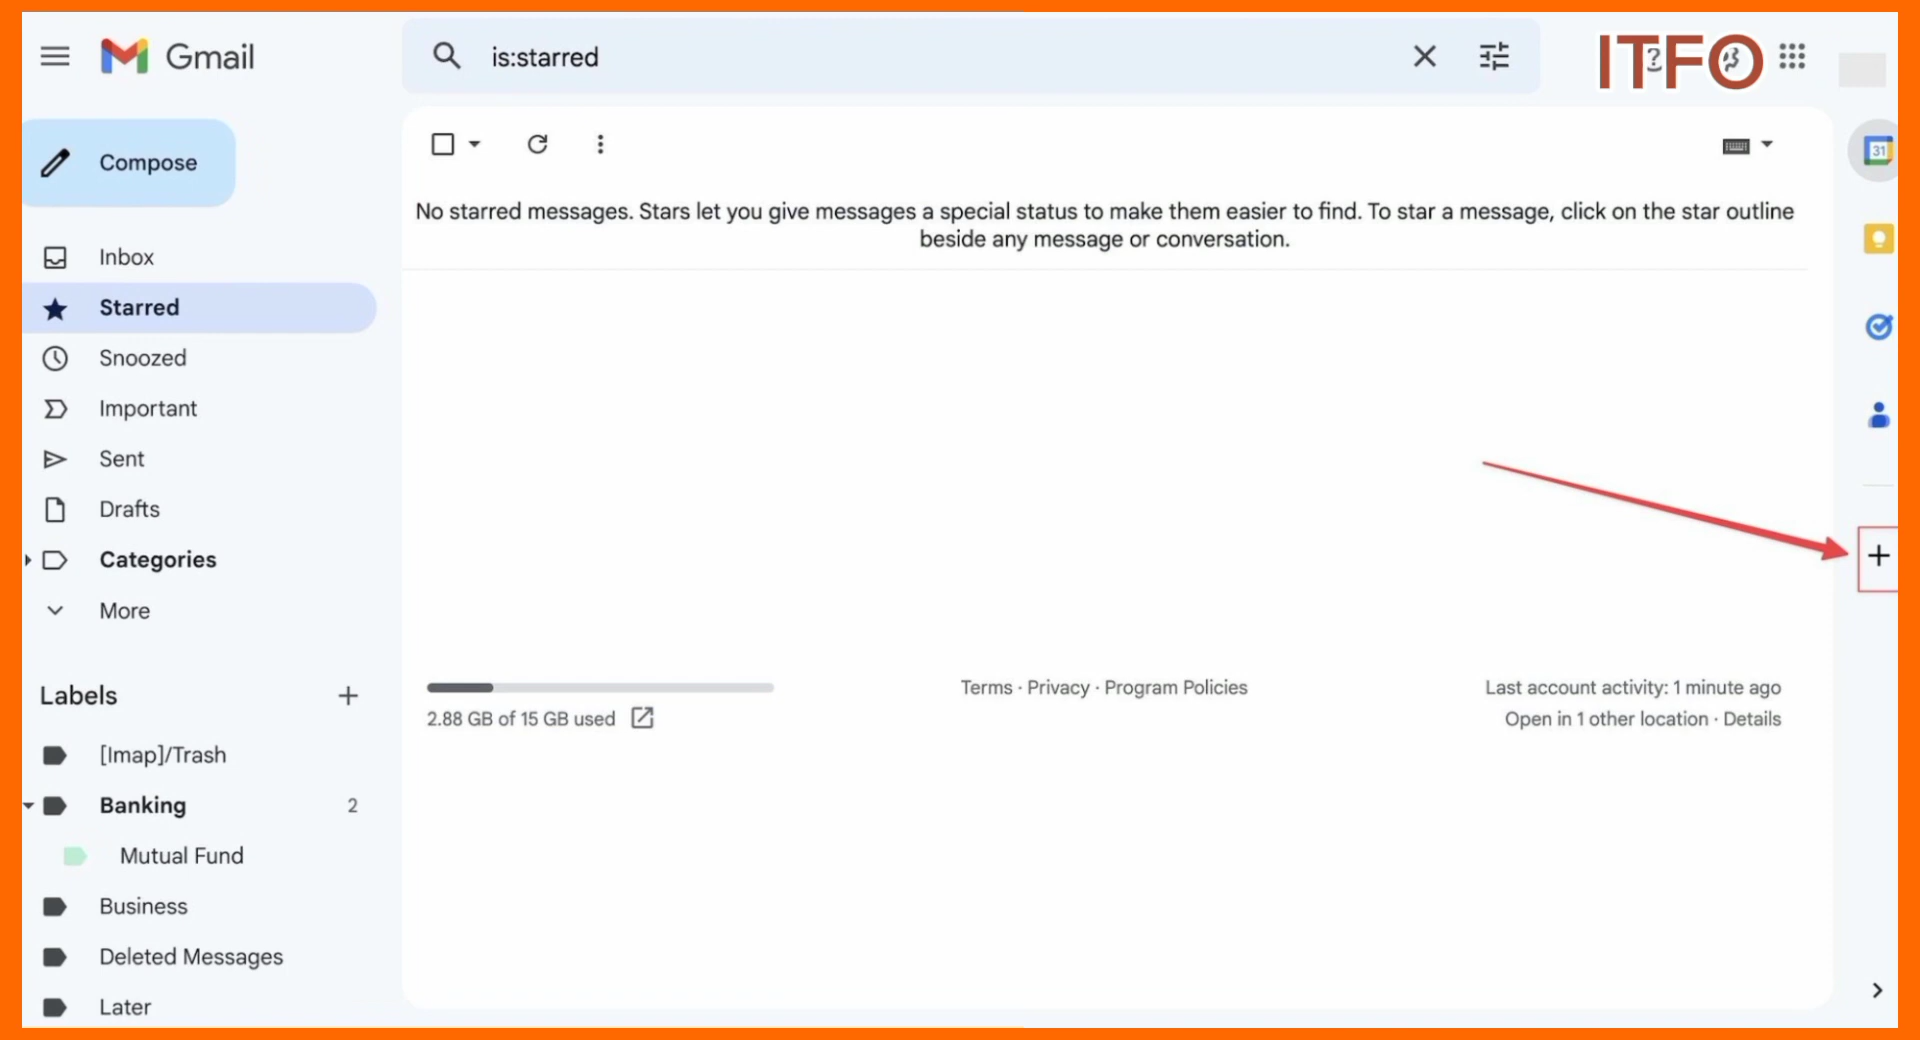 Gmail
is:starred
ITFO
Compose
31
No starred messages. Stars let you give messages a special status to make them easier to find. To star a message, click on the star outline
beside any message or conversation.
Inbox
Starred
Snoozed
Important
Sent
Drafts
Categories
More
Labels
[Imap]/Trash
Banking 2
Mutual Fund
Business
Deleted Messages
Later
2.88 GB of 15 GB used
Terms · Privacy · Program Policies
Last account activity: 1 minute ago
Open in 1 other location · Details